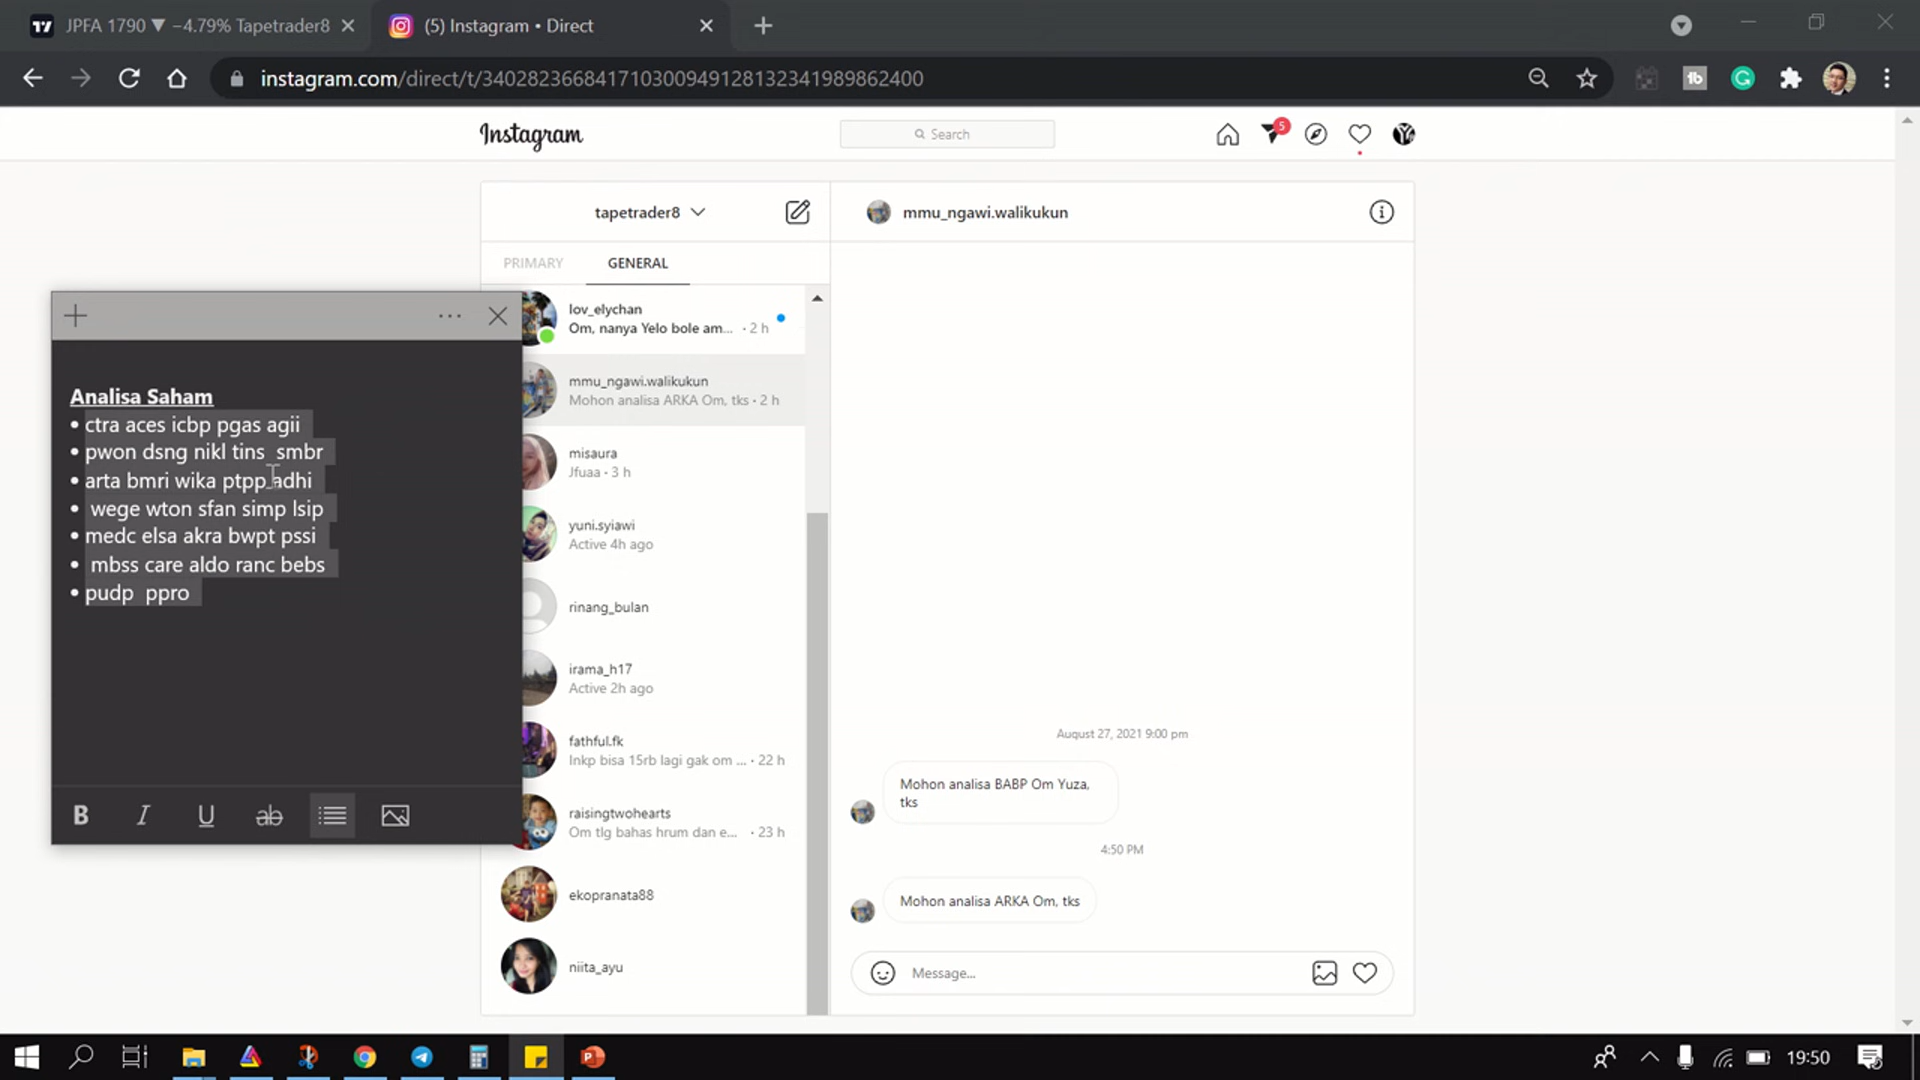 JPFA 1790 ▼ −4.79% Tapetrader8
(5) Instagram • Direct
instagram.com/direct/t/340282366841710300949128132341989862400
Instagram
Search
5
tapetrader8
mmu_ngawi.walikukun
PRIMARY
GENERAL
lov_elychan
Om, nanya Yelo bole am... • 2 h
mmu_ngawi.walikukun
Mohon analisa ARKA Om, tks • 2 h
misaura
Jfuaa • 3 h
yuni.syiawi
Active 4h ago
rinang_bulan
irama_h17
Active 2h ago
fathful.fk
Inkp bisa 15rb lagi gak om ... • 22 h
raisingtwohearts
Om tlg bahas hrum dan e... • 23 h
ekopranata88
niita_ayu
Analisa Saham
• ctra aces icbp pgas agii
• pwon dsng nikl tins smbr
• arta bmri wika ptpp adhi
• wege wton sfan simp lsip
• medc elsa akra bwpt pssi
• mbss care aldo ranc bebs
• pudp ppro
B I U ab
August 27, 2021 9:00 pm
Mohon analisa BABP Om Yuza,
tks
4:50 PM
Mohon analisa ARKA Om, tks
Message...
19:50